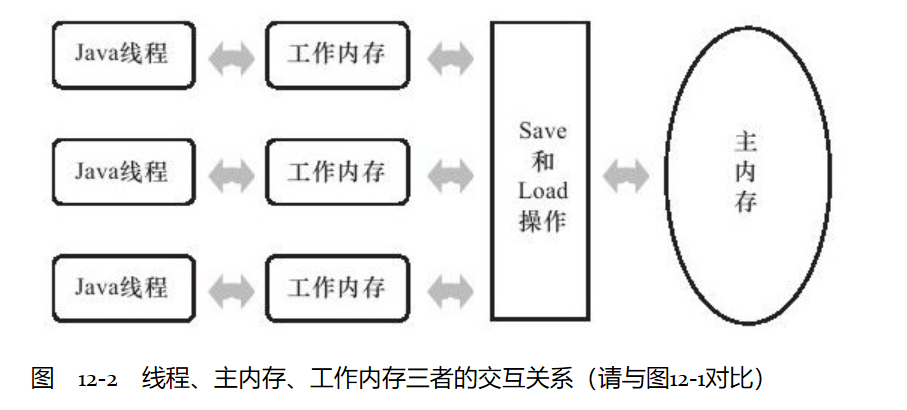 Java线程
工作内存
Java线程
工作内存
Java线程
工作内存
Save
和
Load
操作
主
内
存
图 12-2 线程、主内存、工作内存三者的交互关系（请与图12-1对比）